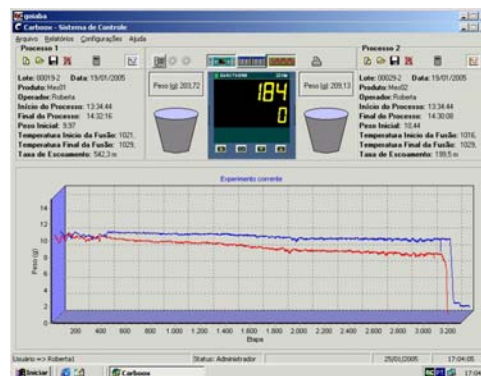 goiaba
Carboox - Sistema de Controle
Arquivo Relatórios Configurações Ajuda
Processo 1
Lote: 00019-2 Data: 19/01/2005
Produto: Mes01
Operador: Roberta
Início do Processo: 13:34:44
Final do Processo: 14:32:16
Peso Inicial: 9,97
Temperatura Início da Fusão: 1021,
Temperatura Final da Fusão: 1029,
Taxa de Escoamento: 542,3 m
Peso (g) 203,72
184
0
Peso (g) 209,13
Processo 2
Lote: 00029-2 Data: 19/01/2005
Produto: Mes02
Operador: Roberta
Início do Processo: 13:34:44
Final do Processo: 14:30:08
Peso Inicial: 10,44
Temperatura Início da Fusão: 1016,
Temperatura Final da Fusão: 1029,
Taxa de Escoamento: 199,5 m
Experimento corrente
Peso (g)
14
12
10
8
6
4
2
0
200 400 600 800 1.000 1.200 1.400 1.600 1.800 2.000 2.200 2.400 2.600 2.800 3.000 3.200
Etapa
Usuário => Roberta1 Status: Administrador 25/01/2005 17:04:05
Iniciar Carboox PT 17:04